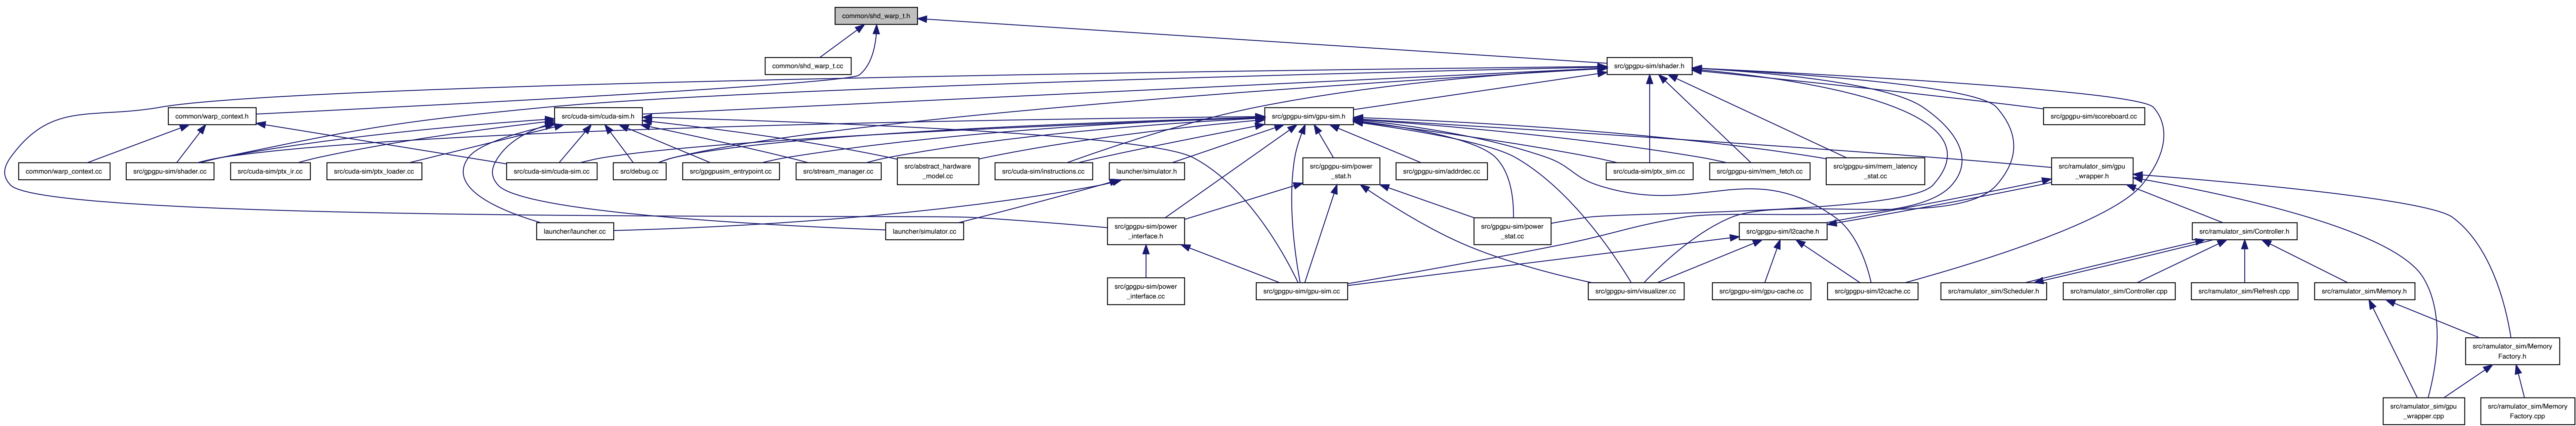 common/shd_warp_t.h
common/shd_warp_t.cc
src/gpgpu-sim/shader.h
common/warp_context.h
src/cuda-sim/cuda-sim.h
src/gpgpu-sim/gpu-sim.h
src/gpgpu-sim/scoreboard.cc
common/warp_context.cc
src/gpgpu-sim/shader.cc
src/cuda-sim/ptx_ir.cc
src/cuda-sim/ptx_loader.cc
src/cuda-sim/cuda-sim.cc
src/debug.cc
src/gpgpusim_entrypoint.cc
src/stream_manager.cc
src/abstract_hardware
_model.cc
src/cuda-sim/instructions.cc
launcher/simulator.h
src/gpgpu-sim/power
_stat.h
src/gpgpu-sim/addrdec.cc
src/cuda-sim/ptx_sim.cc
src/gpgpu-sim/mem_fetch.cc
src/gpgpu-sim/mem_latency
_stat.cc
src/ramulator_sim/gpu
_wrapper.h
launcher/launcher.cc
launcher/simulator.cc
src/gpgpu-sim/power
_interface.h
src/gpgpu-sim/power
_stat.cc
src/gpgpu-sim/l2cache.h
src/ramulator_sim/Controller.h
src/gpgpu-sim/power
_interface.cc
src/gpgpu-sim/gpu-sim.cc
src/gpgpu-sim/visualizer.cc
src/gpgpu-sim/gpu-cache.cc
src/gpgpu-sim/l2cache.cc
src/ramulator_sim/Scheduler.h
src/ramulator_sim/Controller.cpp
src/ramulator_sim/Refresh.cpp
src/ramulator_sim/Memory.h
src/ramulator_sim/Memory
Factory.h
src/ramulator_sim/gpu
_wrapper.cpp
src/ramulator_sim/Memory
Factory.cpp